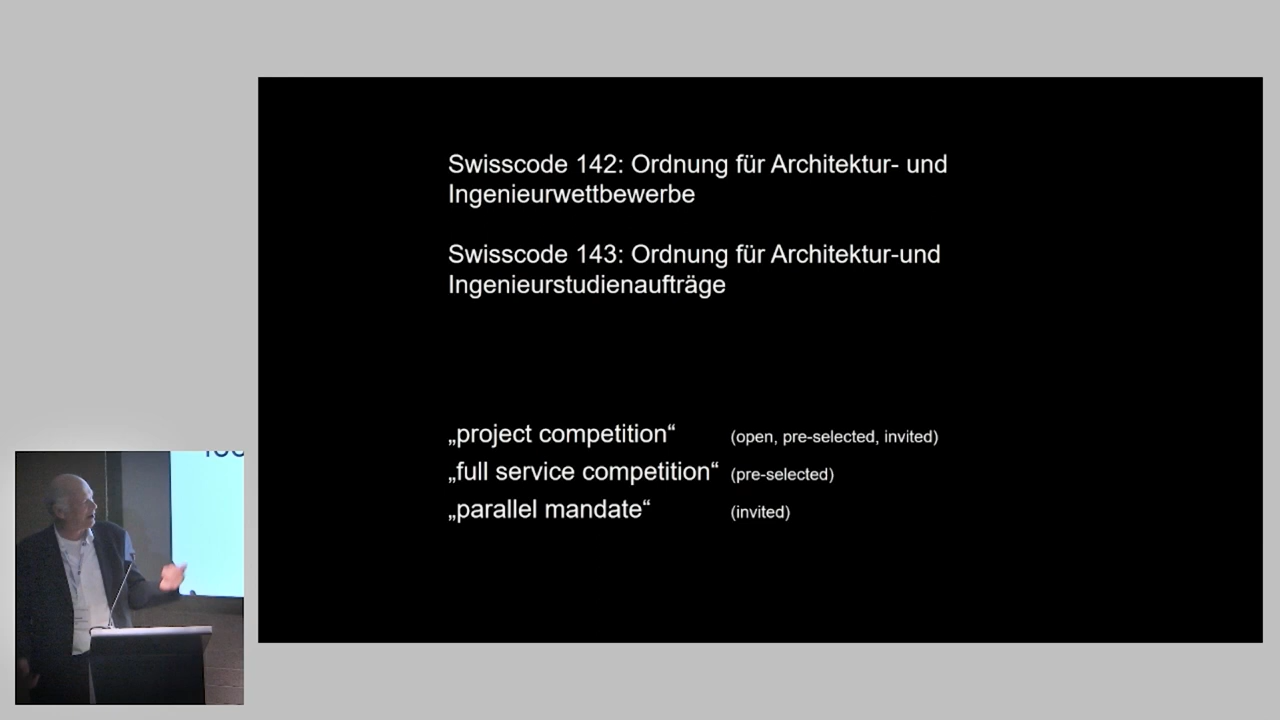 Swisscode 142: Ordnung für Architektur- und
Ingenieurwettbewerbe
Swisscode 143: Ordnung für Architektur-und
Ingenieurstudienaufträge
„project competition“ (open, pre-selected, invited)
„full service competition“ (pre-selected)
„parallel mandate“ (invited)